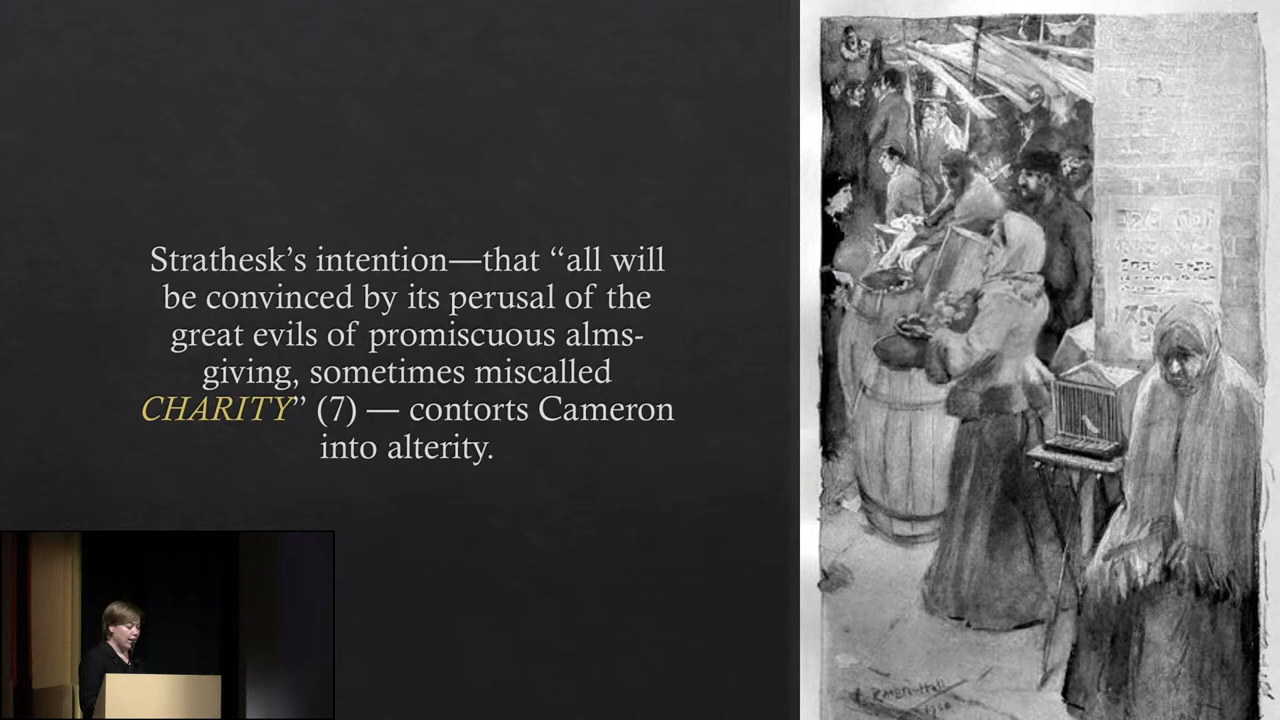 Strathesk’s intention—that “all will
be convinced by its perusal of the
great evils of promiscuous alms-
giving, sometimes miscalled
CHARITY” (7) — contorts Cameron
into alterity.